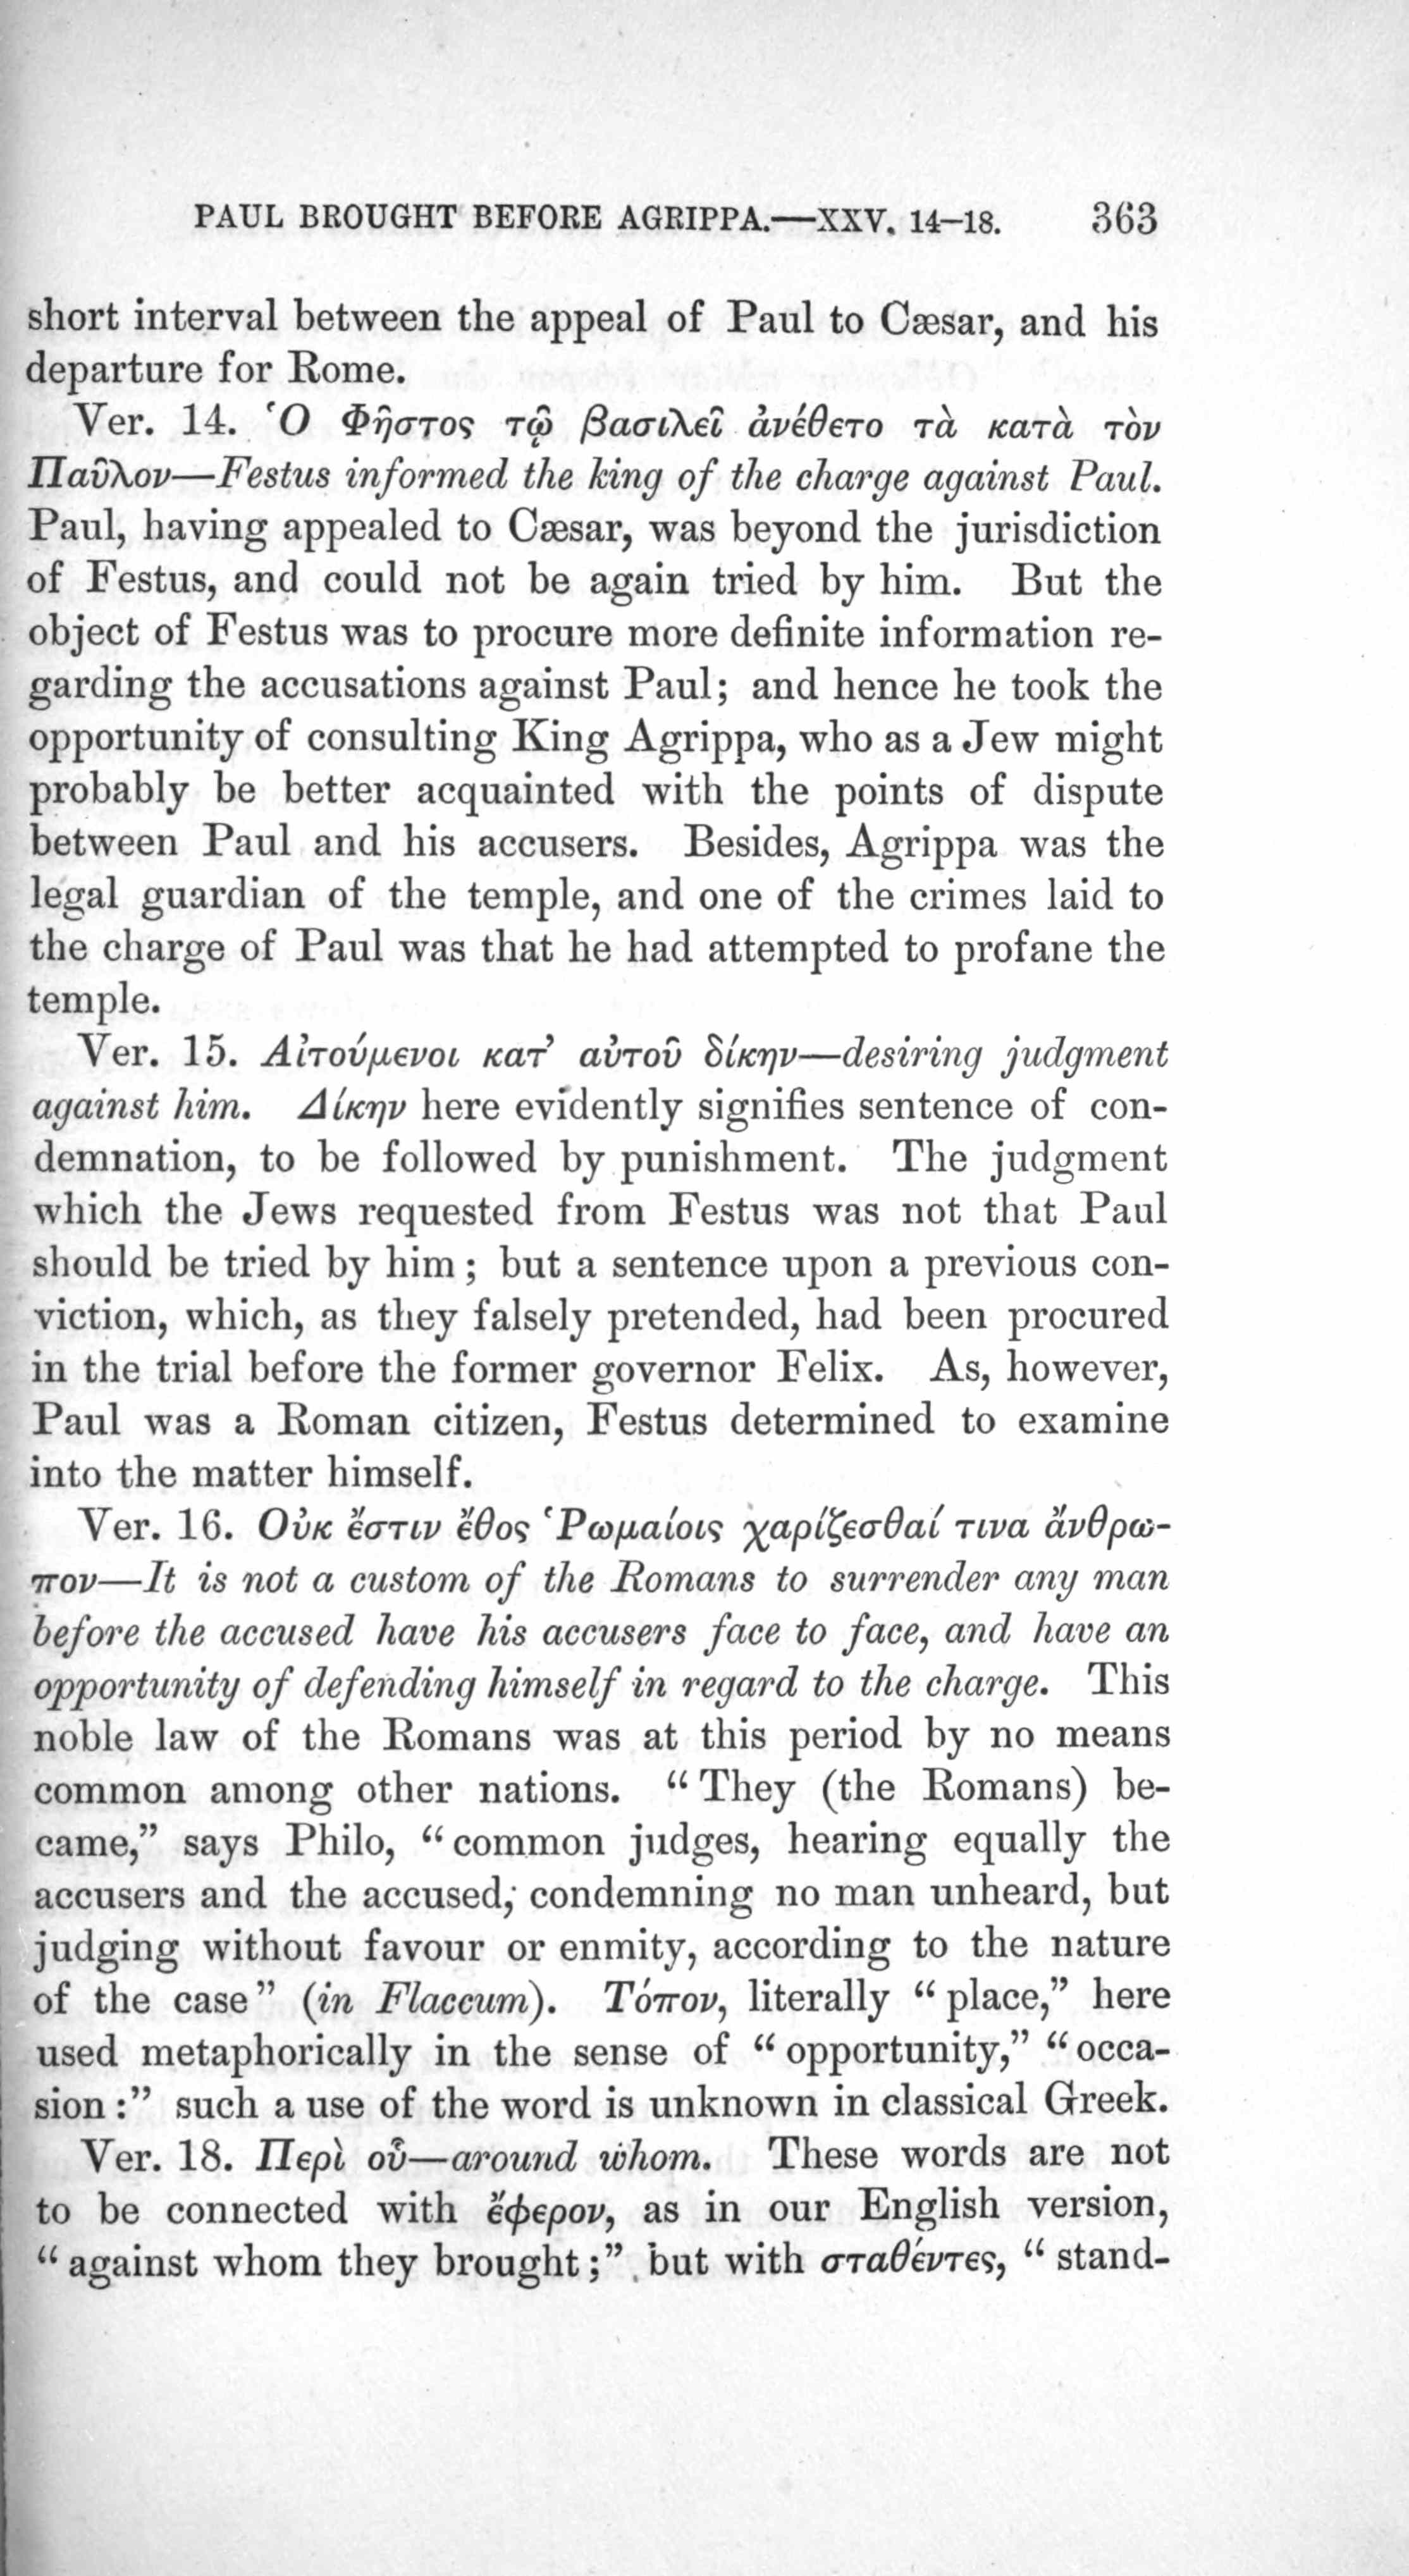 PAUL BROUGHT BEFORE AGRIPPA.—XXV. 14–18. 363
short interval between the appeal of Paul to Cæsar, and his
departure for Rome.
Ver. 14. Ὁ Φῆστος τῷ βασιλεῖ ἀνέθετο τὰ κατὰ τὸν
Παῦλον—Festus informed the king of the charge against Paul.
Paul, having appealed to Cæsar, was beyond the jurisdiction
of Festus, and could not be again tried by him. But the
object of Festus was to procure more definite information re-
garding the accusations against Paul; and hence he took the
opportunity of consulting King Agrippa, who as a Jew might
probably be better acquainted with the points of dispute
between Paul and his accusers. Besides, Agrippa was the
legal guardian of the temple, and one of the crimes laid to
the charge of Paul was that he had attempted to profane the
temple.
Ver. 15. Αἰτούμενοι κατ’ αὐτοῦ δίκην—desiring judgment
against him. Δίκην here evidently signifies sentence of con-
demnation, to be followed by punishment. The judgment
which the Jews requested from Festus was not that Paul
should be tried by him; but a sentence upon a previous con-
viction, which, as they falsely pretended, had been procured
in the trial before the former governor Felix. As, however,
Paul was a Roman citizen, Festus determined to examine
into the matter himself.
Ver. 16. Οὐκ ἔστιν ἔθος Ῥωμαίοις χαρίζεσθαί τινα ἄνθρω-
πον—It is not a custom of the Romans to surrender any man
before the accused have his accusers face to face, and have an
opportunity of defending himself in regard to the charge. This
noble law of the Romans was at this period by no means
common among other nations. “They (the Romans) be-
came,” says Philo, “common judges, hearing equally the
accusers and the accused, condemning no man unheard, but
judging without favour or enmity, according to the nature
of the case” (in Flaccum). Τόπον, literally “place,” here
used metaphorically in the sense of “opportunity,” “occa-
sion:” such a use of the word is unknown in classical Greek.
Ver. 18. Περὶ οὗ—around whom. These words are not
to be connected with ἔφερον, as in our English version,
“against whom they brought;” but with σταθέντες, “stand-